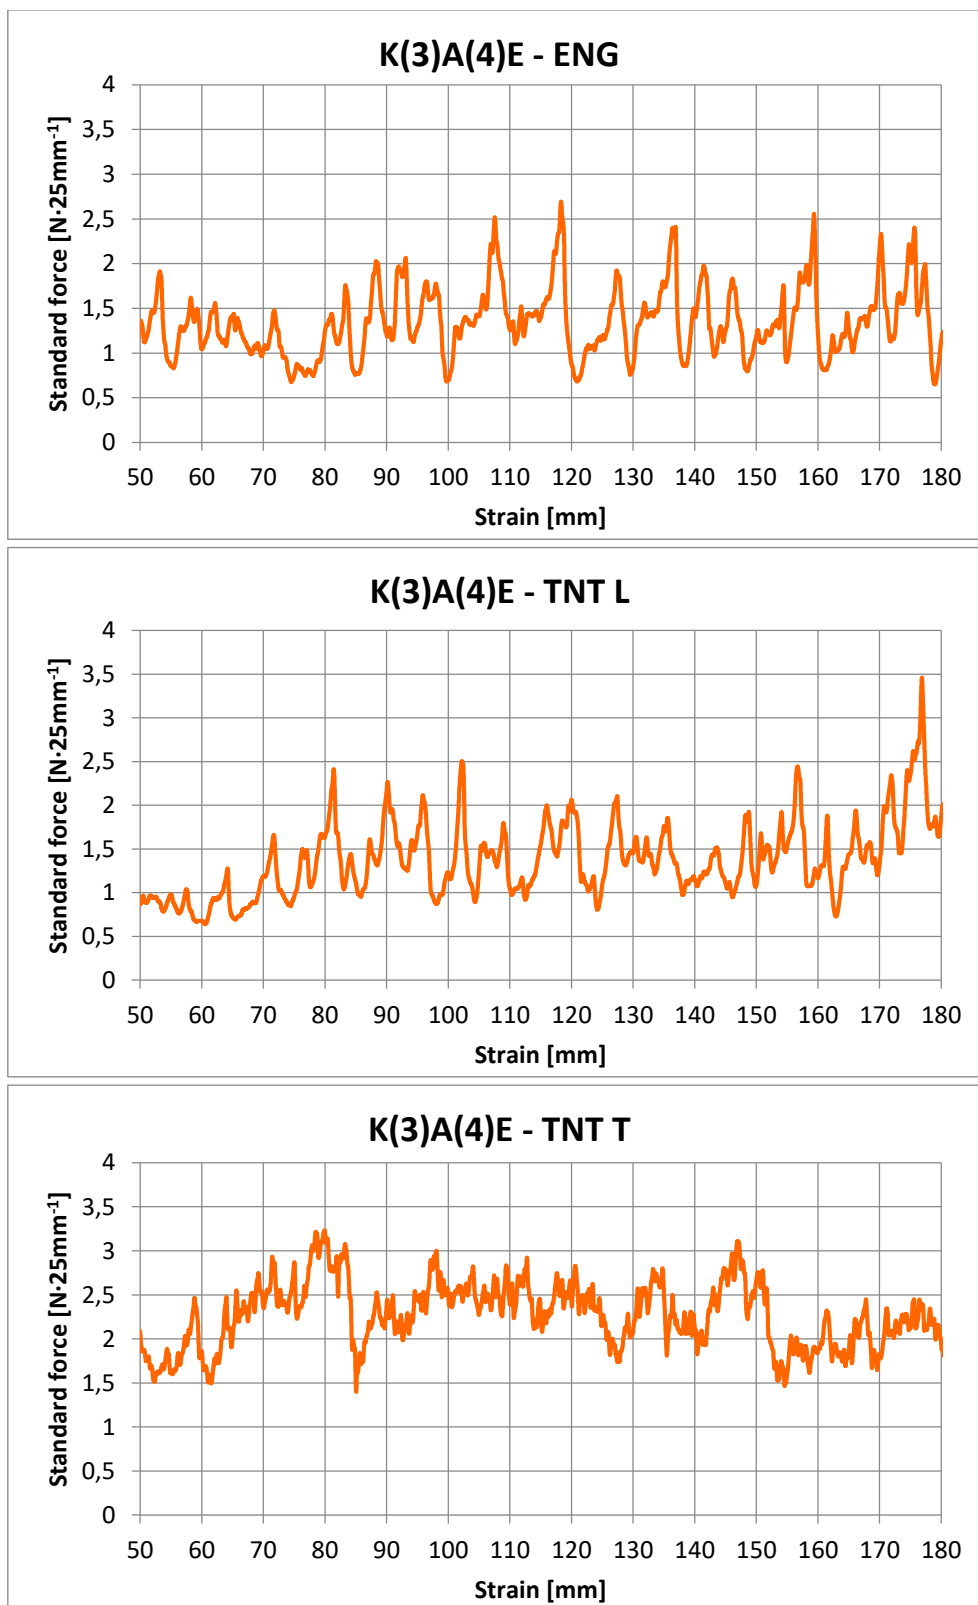 K(3)A(4)E - ENG
Standard force [N·25mm⁻¹]
4
3,5
3
2,5
2
1,5
1
0,5
0
50 60 70 80 90 100 110 120 130 140 150 160 170 180
Strain [mm]
K(3)A(4)E - TNT L
Standard force [N·25mm⁻¹]
4
3,5
3
2,5
2
1,5
1
0,5
0
50 60 70 80 90 100 110 120 130 140 150 160 170 180
Strain [mm]
K(3)A(4)E - TNT T
Standard force [N·25mm⁻¹]
4
3,5
3
2,5
2
1,5
1
0,5
0
50 60 70 80 90 100 110 120 130 140 150 160 170 180
Strain [mm]